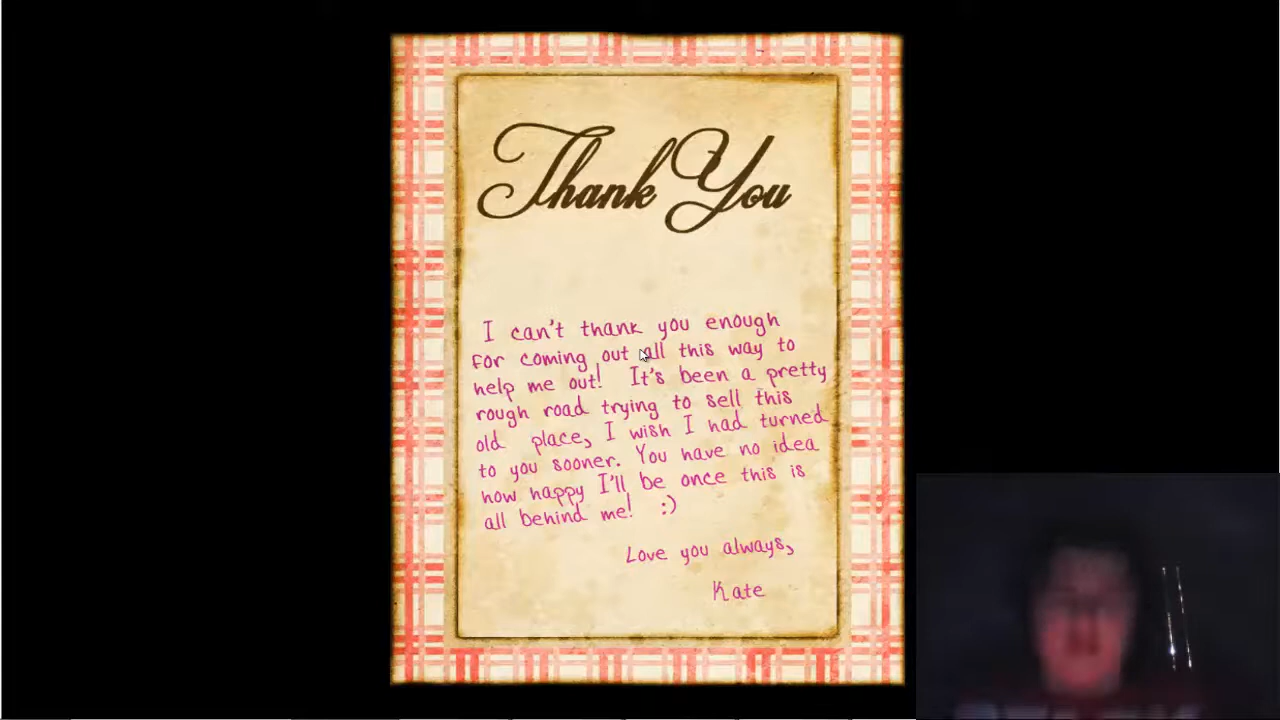 Thank You
I can't thank you enough
for coming out all this way to
help me out! It's been a pretty
rough road trying to sell this
old place, I wish I had turned
to you sooner. You have no idea
how happy I'll be once this is
all behind me! :)
Love you always,
Kate